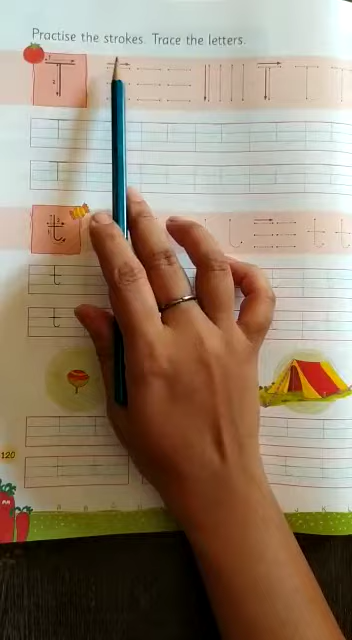 Practise the strokes. Trace the letters.
T T T
T
T
t t t t
t
t
120